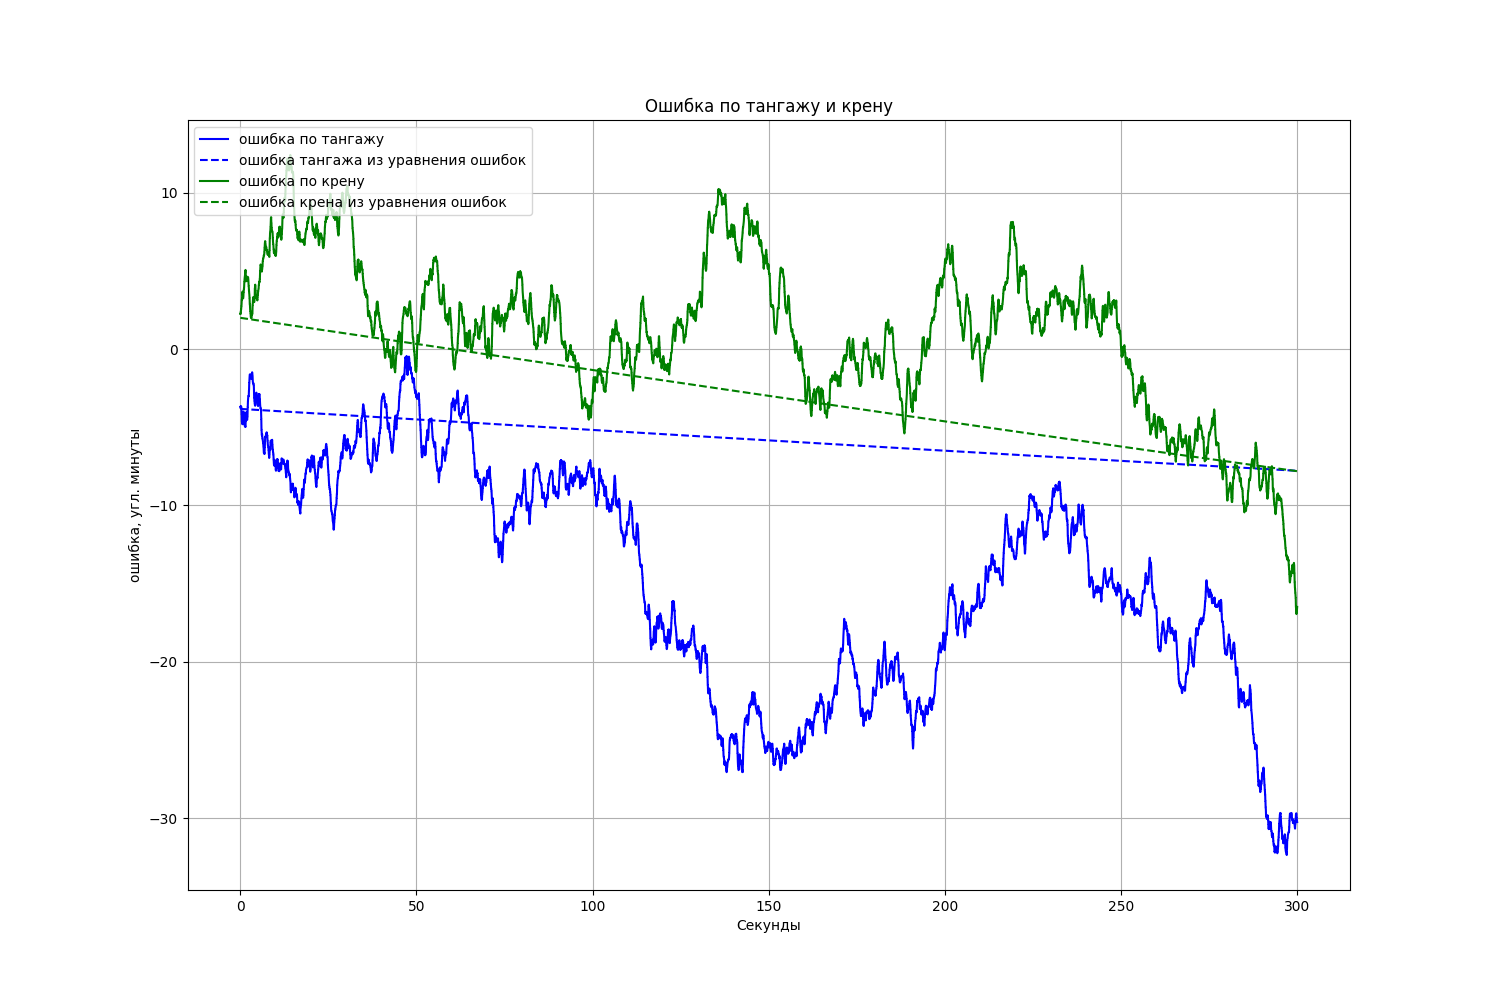 Ошибка по тангажу и крену
ошибка по тангажу
ошибка тангажа из уравнения ошибок
ошибка по крену
ошибка крена из уравнения ошибок
ошибка, угл. минуты
10
0
−10
−20
−30
0 50 100 150 200 250 300
Секунды